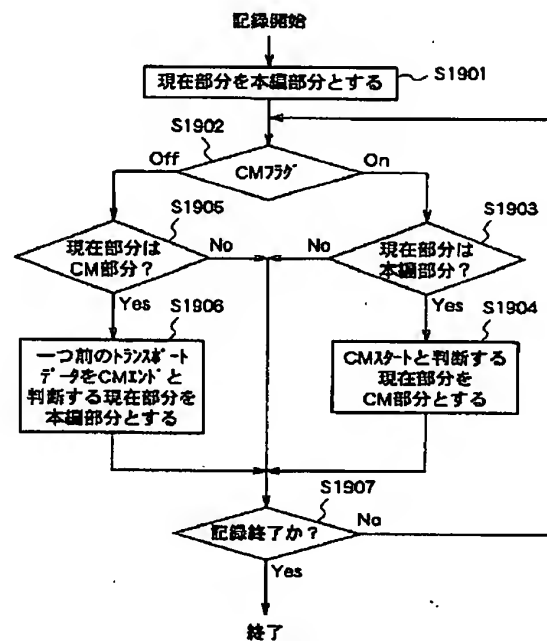 記録開始
現在部分を本編部分とする
S1901
S1902
Off
CMフラグ
On
S1905
S1903
現在部分は
CM部分？
No
No
現在部分は
本編部分？
Yes
S1906
Yes
S1904
一つ前のトランスポート
データをCMエンドと
判断する現在部分を
本編部分とする
CMスタートと判断する
現在部分を
CM部分とする
S1907
記録終了か？
No
Yes
終了